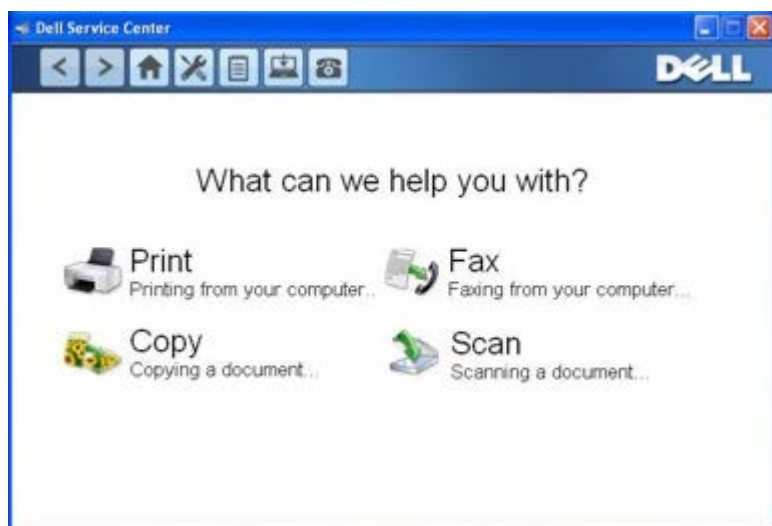 Dell Service Center
DELL
What can we help you with?
Print
Printing from your computer..
Fax
Faxing from your computer...
Copy
Copying a document...
Scan
Scanning a document...